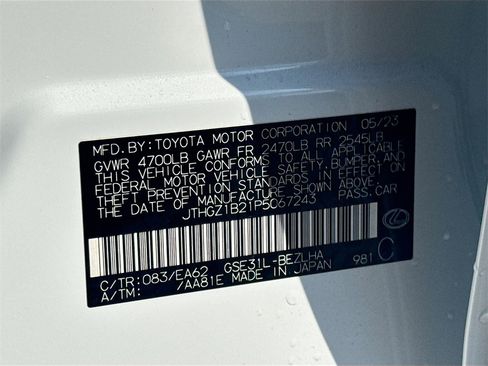 MFD.BY:TOYOTA MOTOR CORPORATION 05/23
GVWR 4700LB GAWR FR 2470LB RR 2545LB
THIS VEHICLE CONFORMS TO ALL APPLICABLE
FEDERAL MOTOR VEHICLE SAFETY, BUMPER, AND
THEFT PREVENTION STANDARDS IN EFFECT ON
THE DATE OF MANUFACTURE SHOWN ABOVE.
JTHGZ1B21P5067243 PASS.CAR
C/TR:083/EA62 GSE31L-BEZLHA C
A/TM: 7AA81E MADE IN JAPAN 981